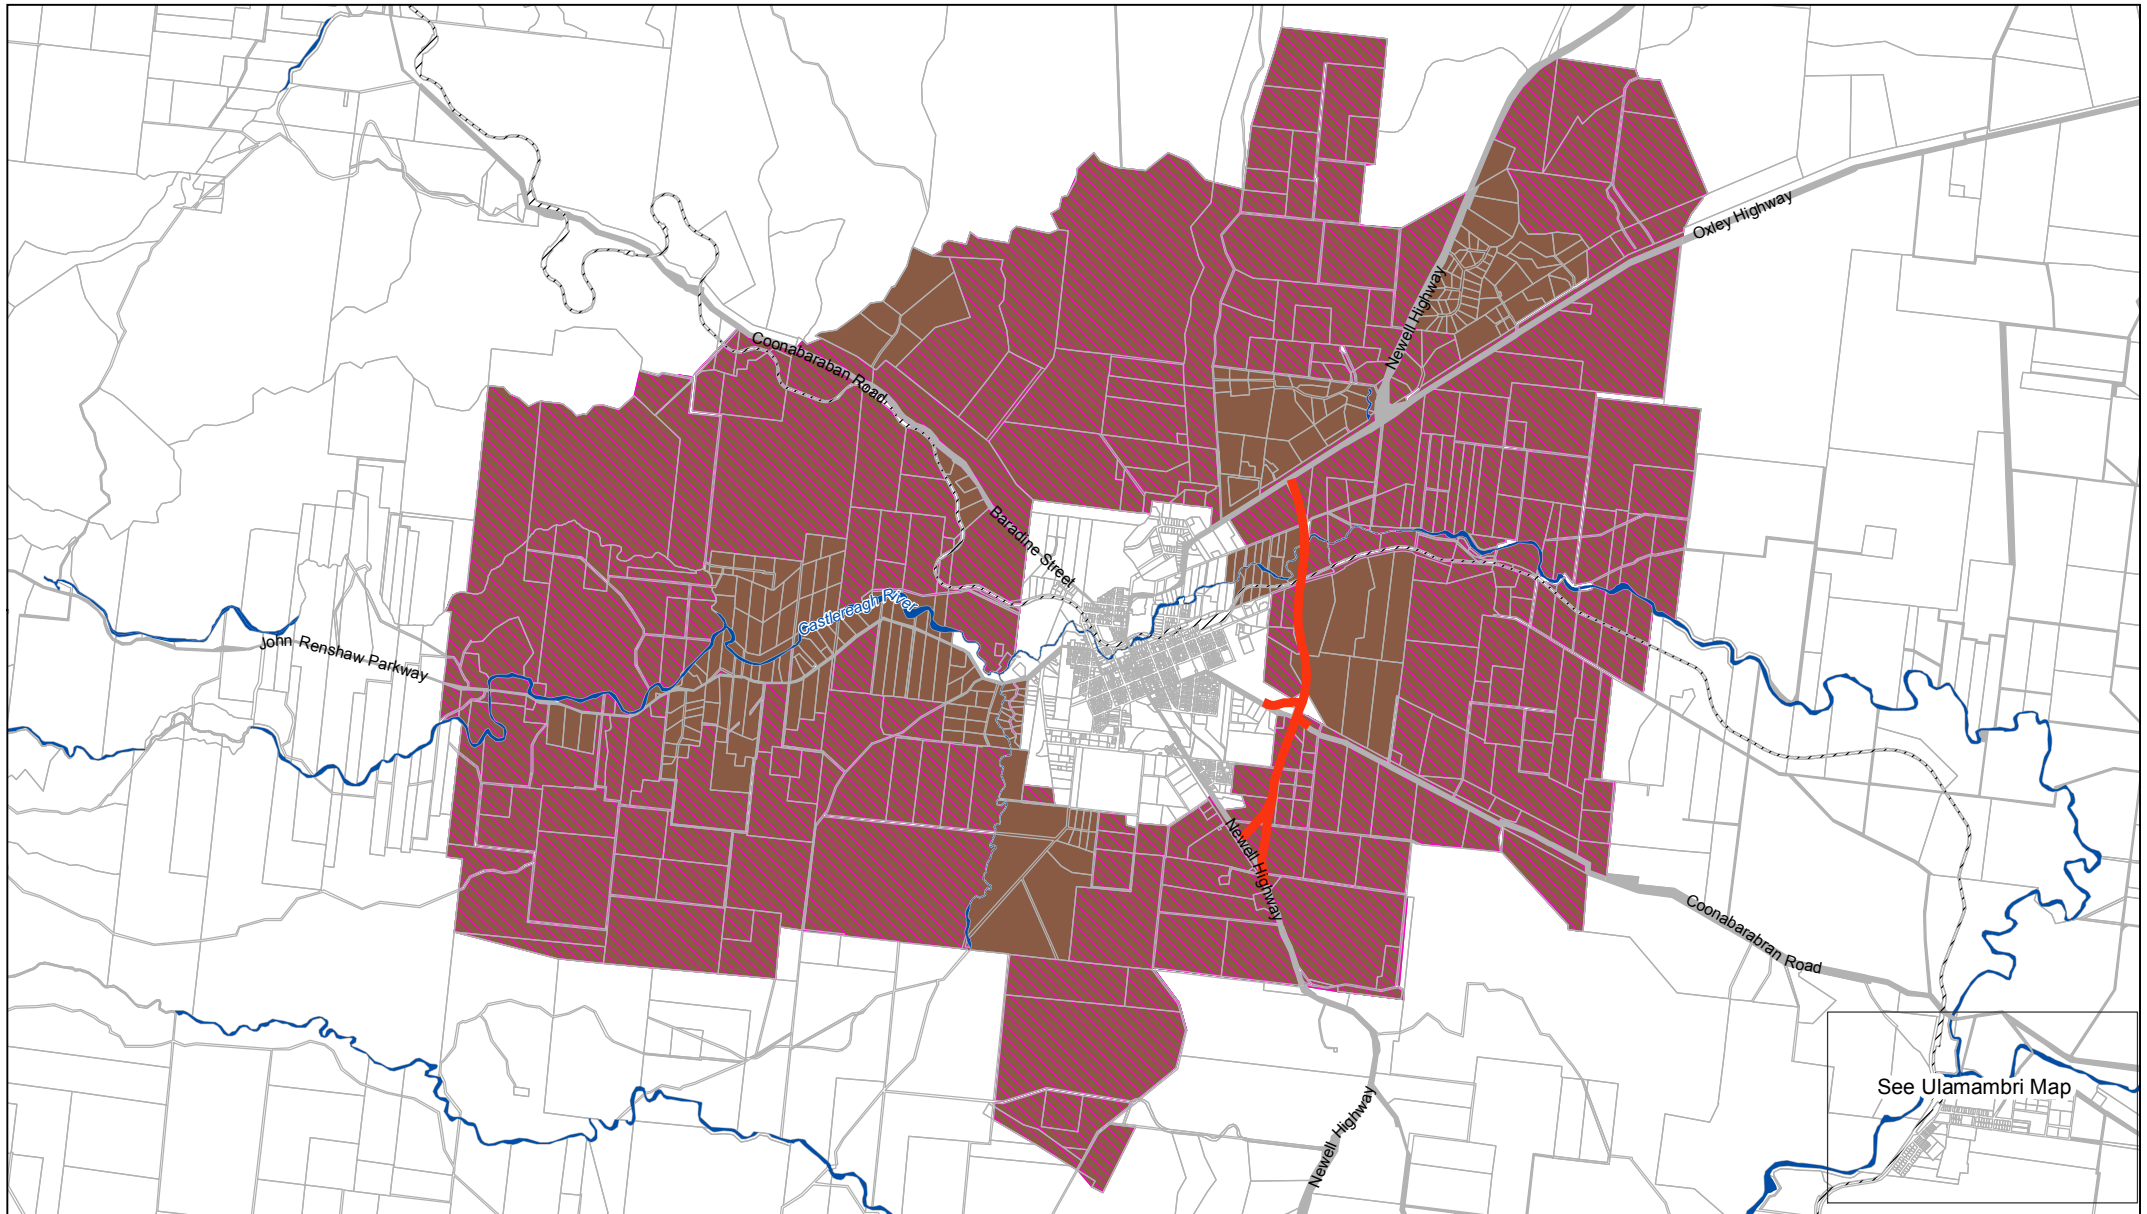 Oxley Highway
Newell Highway
Coonabaraban Road
Baradine Street
Castlereagh River
John Renshaw Parkway
Newell Highway
Coonabarabran Road
See Ulamambri Map
Newell Highway